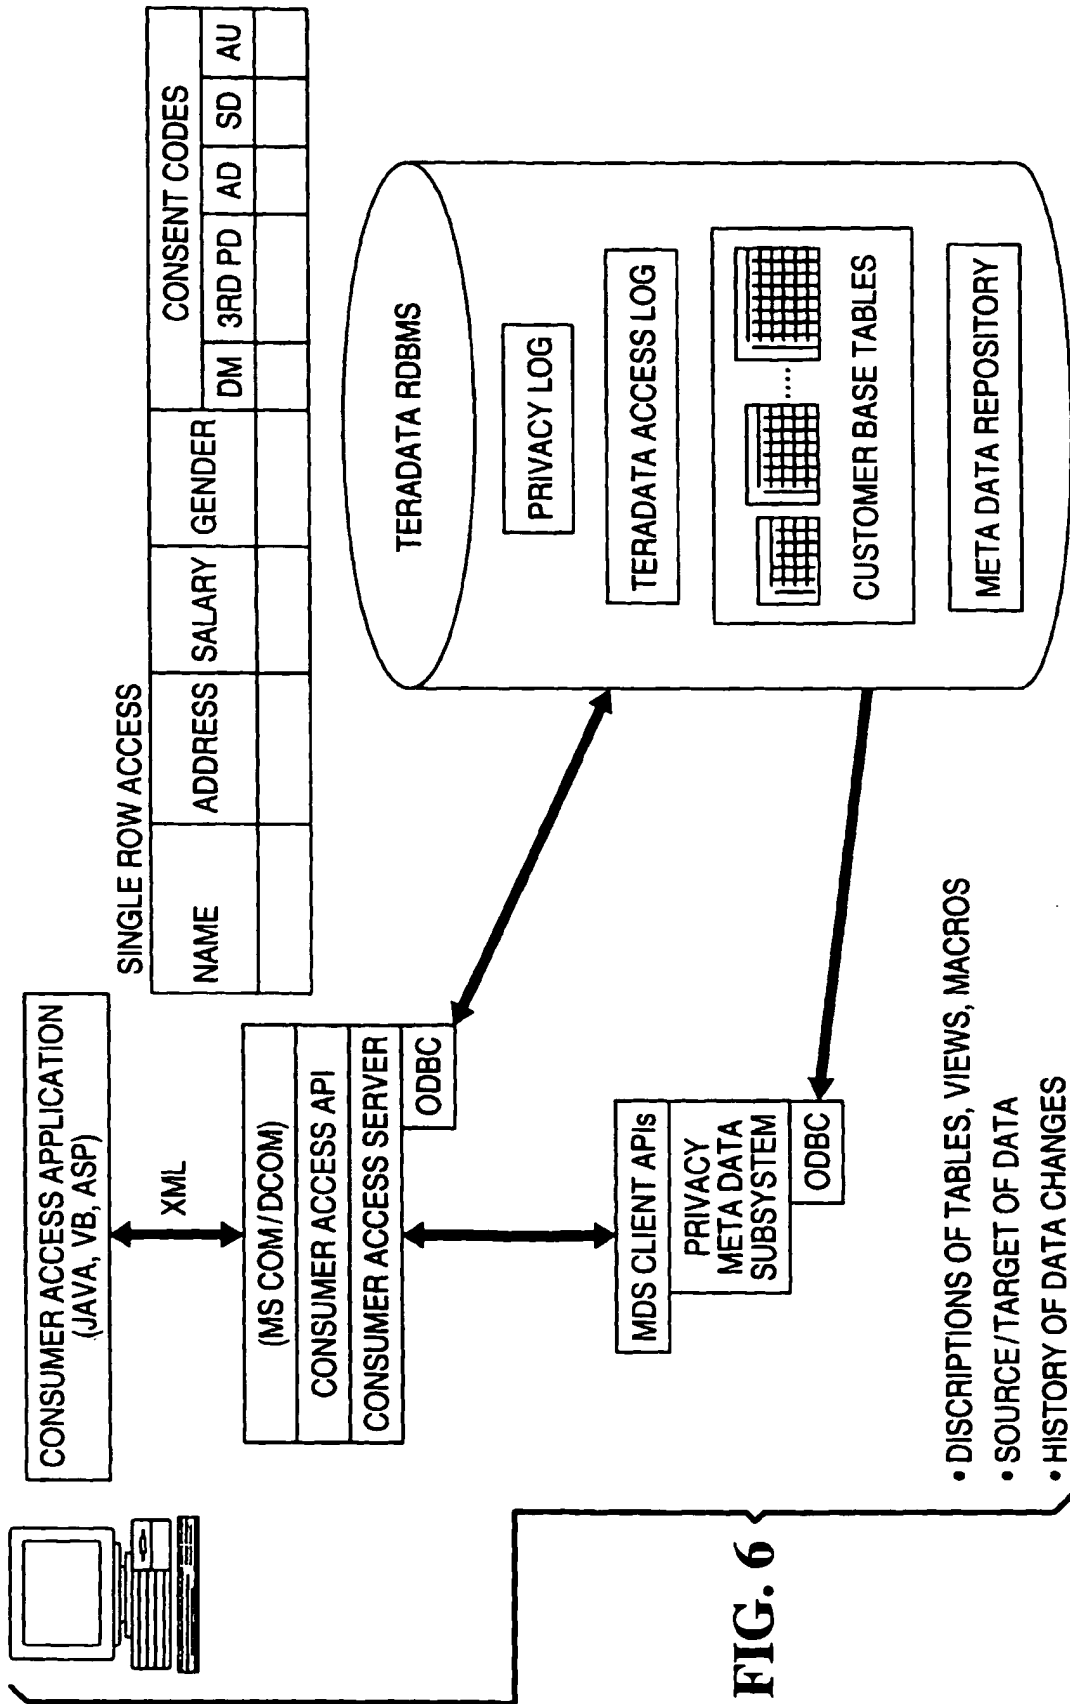 CONSUMER ACCESS APPLICATION
(JAVA, VB, ASP)
XML
(MS COM/DCOM)
CONSUMER ACCESS API
CONSUMER ACCESS SERVER
ODBC
MDS CLIENT APIs
PRIVACY
META DATA
SUBSYSTEM
ODBC
• DISCRIPTIONS OF TABLES, VIEWS, MACROS
• SOURCE/TARGET OF DATA
• HISTORY OF DATA CHANGES
SINGLE ROW ACCESS
NAME ADDRESS SALARY GENDER CONSENT CODES
DM 3RD PD AD SD AU
TERADATA RDBMS
PRIVACY LOG
TERADATA ACCESS LOG
CUSTOMER BASE TABLES
META DATA REPOSITORY
FIG. 6